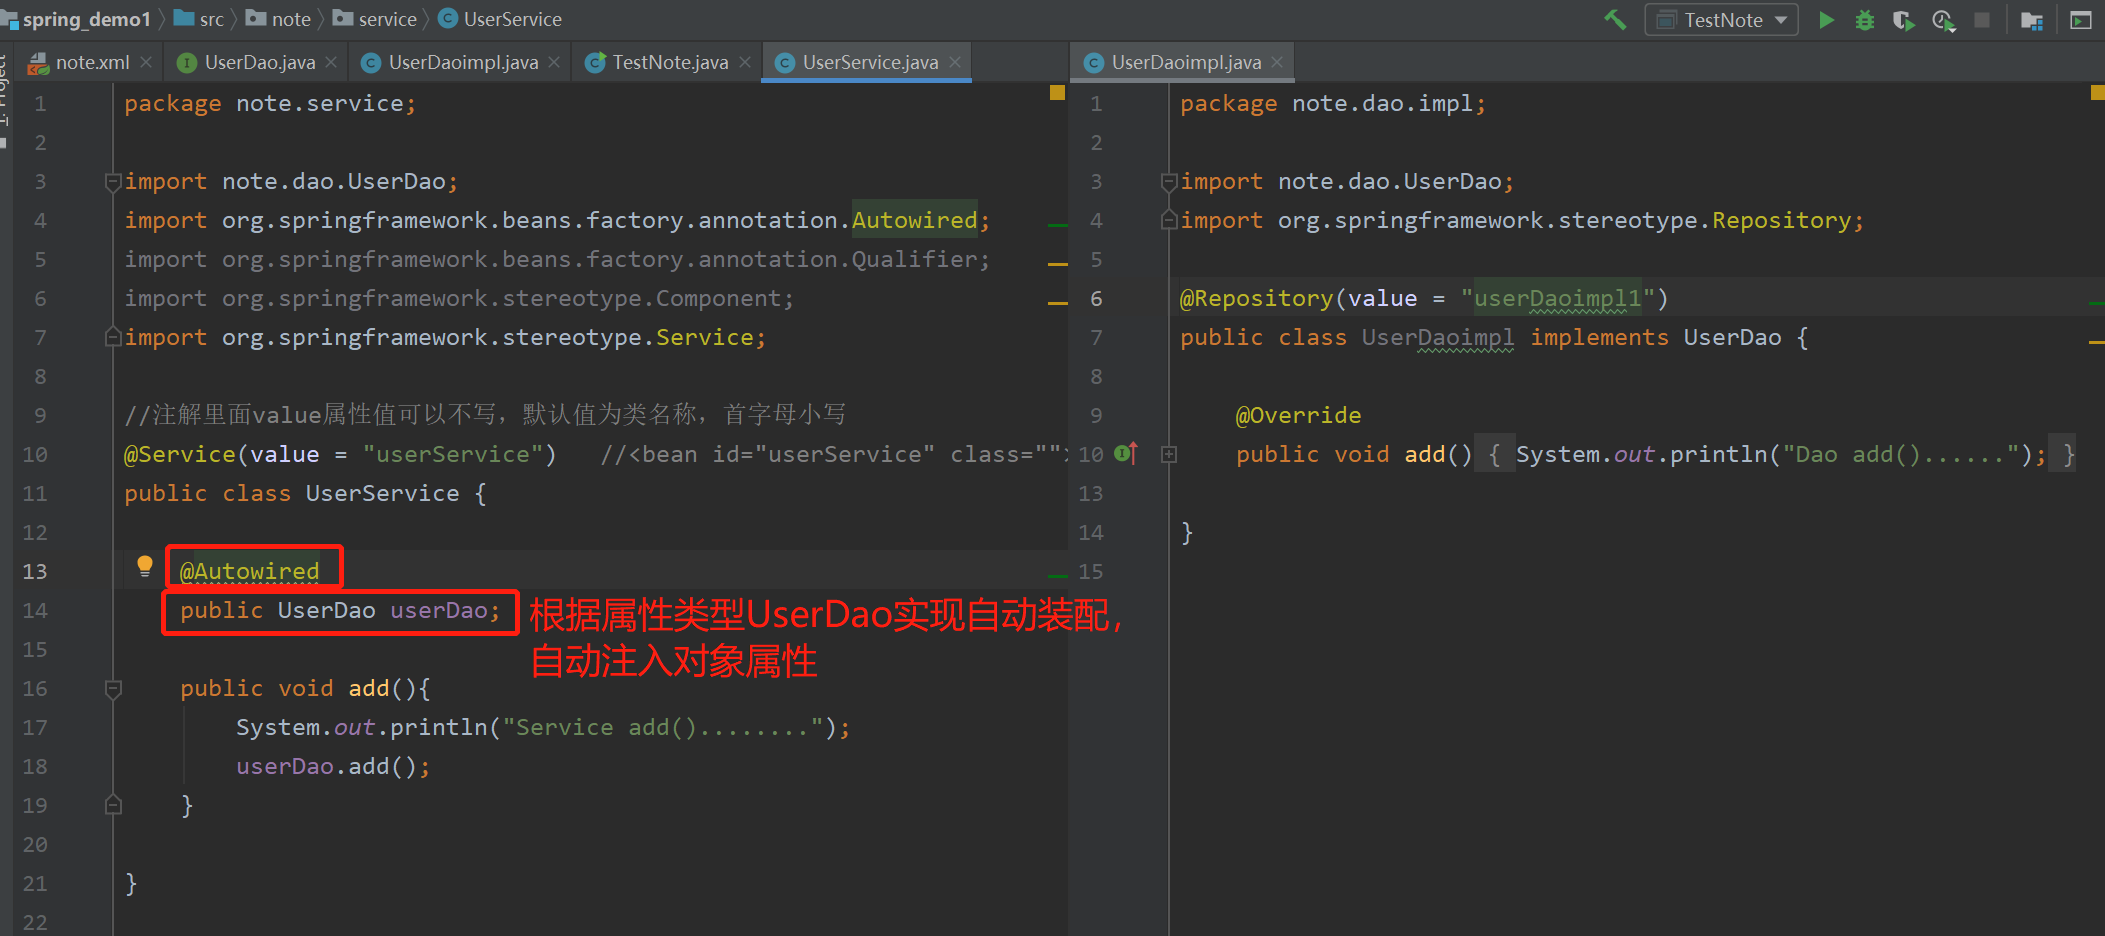 spring_demo1 src note service UserService
TestNote
1: Project
note.xml UserDao.java UserDaoimpl.java TestNote.java UserService.java
1 package note.service;
2
3 import note.dao.UserDao;
4 import org.springframework.beans.factory.annotation.Autowired;
5 import org.springframework.beans.factory.annotation.Qualifier;
6 import org.springframework.stereotype.Component;
7 import org.springframework.stereotype.Service;
8
9 //注解里面value属性值可以不写，默认值为类名称，首字母小写
10 @Service(value = "userService") //<bean id="userService" class="">
11 public class UserService {
12
13 @Autowired
14 public UserDao userDao;
根据属性类型UserDao实现自动装配，
自动注入对象属性
15
16 public void add(){
17 System.out.println("Service add()........");
18 userDao.add();
19 }
20
21 }
22
UserDaoimpl.java
1 package note.dao.impl;
2
3 import note.dao.UserDao;
4 import org.springframework.stereotype.Repository;
5
6 @Repository(value = "userDaoimpl1")
7 public class UserDaoimpl implements UserDao {
8
9 @Override
10 public void add() { System.out.println("Dao add()......"); }
13
14 }
15